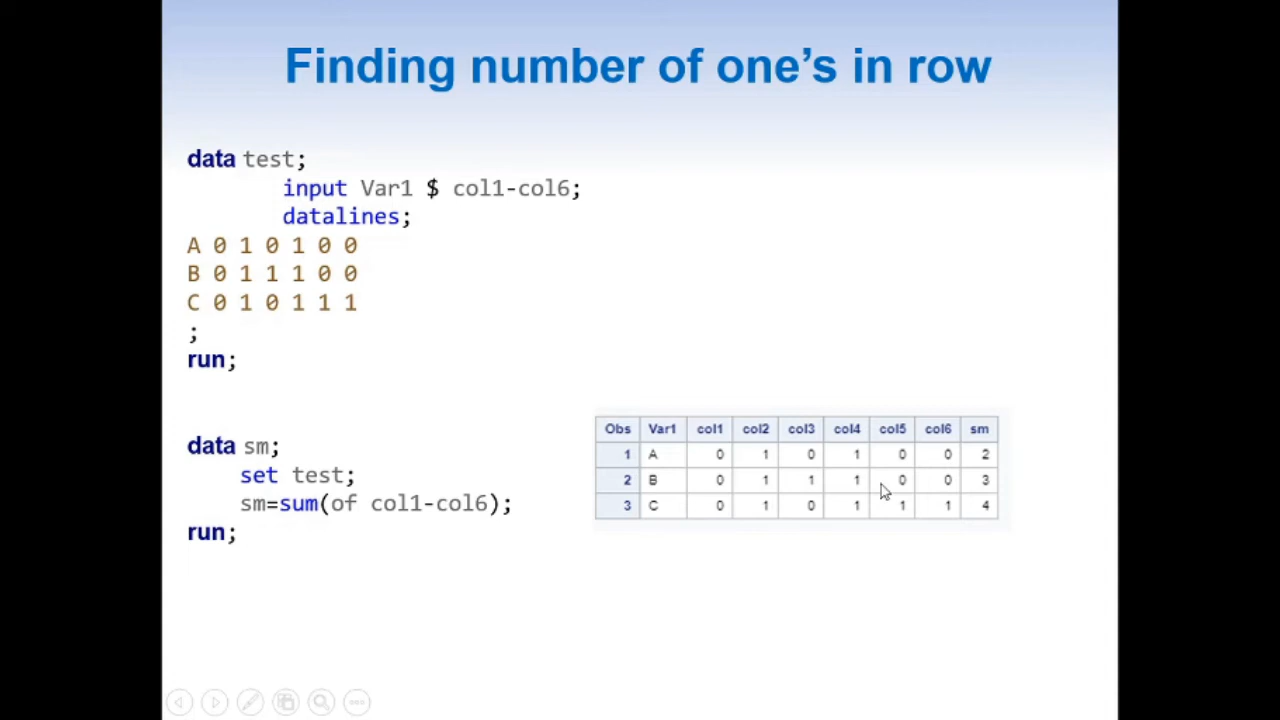 Finding number of one's in row
data test;
input Var1 $ col1-col6;
datalines;
A 0 1 0 1 0 0
B 0 1 1 1 0 0
C 0 1 0 1 1 1
;
run;
data sm;
set test;
sm=sum(of col1-col6);
run;
Obs Var1 col1 col2 col3 col4 col5 col6 sm
1 A 0 1 0 1 0 0 2
2 B 0 1 1 1 0 0 3
3 C 0 1 0 1 1 1 4